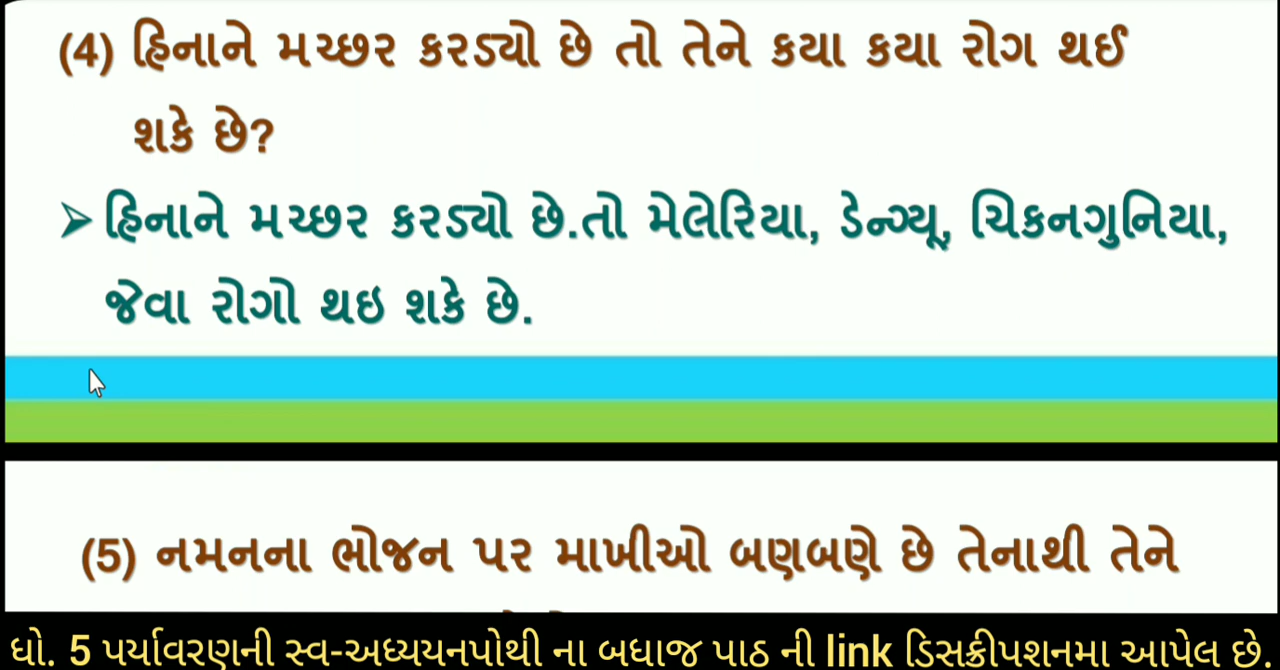 (4) હિનાને મચ્છર કરડ્યો છે તો તેને કયા કયા રોગ થઈ
શકે છે?
➢ હિનાને મચ્છર કરડ્યો છે.તો મેલેરિયા, ડેન્ગ્યૂ, ચિકનગુનિયા,
જેવા રોગો થઇ શકે છે.
(5) નમનના ભોજન પર માખીઓ બણબણે છે તેનાથી તેને
ધો. 5 પર્યાવરણની સ્વ-અધ્યયનપોથી ના બધાજ પાઠ ની link ડિસક્રીપશનમા આપેલ છે.